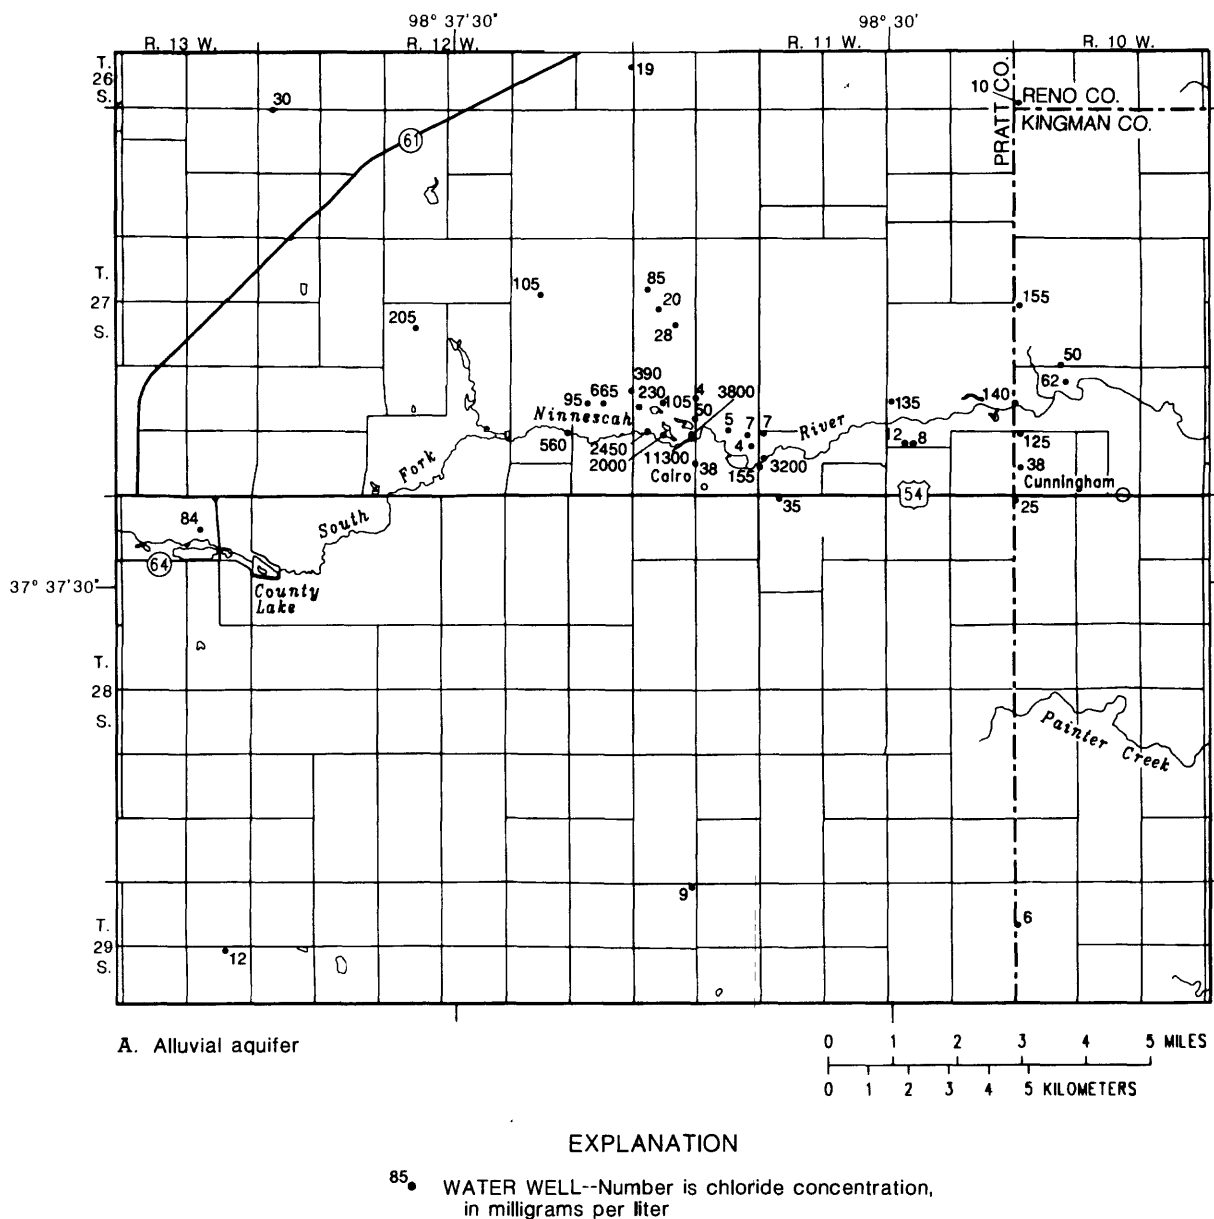 98° 37'30"
98° 30'
R. 13 W.
R. 12 W.
R. 11 W.
R. 10 W.
T.
26
S.
19
30
10
PRATT CO.
RENO CO.
KINGMAN CO.
61
T.
27
S.
105
85
20
28
205
155
50
62
390
95
665
230
105
4
3800
50
5
7
7
4
140
135
Ninnescah
River
560
2450
2000
11300
38
155
3200
12
8
125
38
Cairo
Cunningham
Fork
South
54
35
25
84
64
37° 37'30"
County
Lake
T.
28
S.
Painter Creek
9
6
T.
29
S.
12
A. Alluvial aquifer
0 1 2 3 4 5 MILES
0 1 2 3 4 5 KILOMETERS
EXPLANATION
85
WATER WELL--Number is chloride concentration,
in milligrams per liter